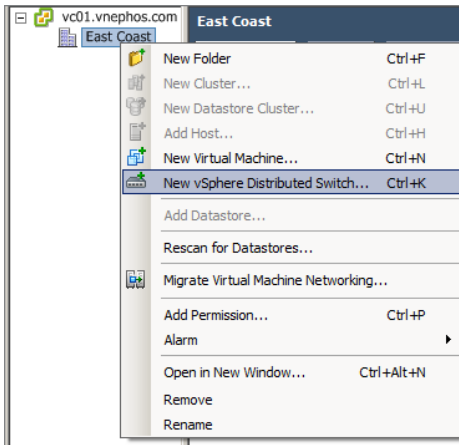 vc01.vnephos.com
East Coast
East Coast
New Folder Ctrl+F
New Cluster... Ctrl+L
New Datastore Cluster... Ctrl+U
Add Host... Ctrl+H
New Virtual Machine... Ctrl+N
New vSphere Distributed Switch... Ctrl+K
Add Datastore...
Rescan for Datastores...
Migrate Virtual Machine Networking...
Add Permission... Ctrl+P
Alarm
Open in New Window... Ctrl+Alt+N
Remove
Rename